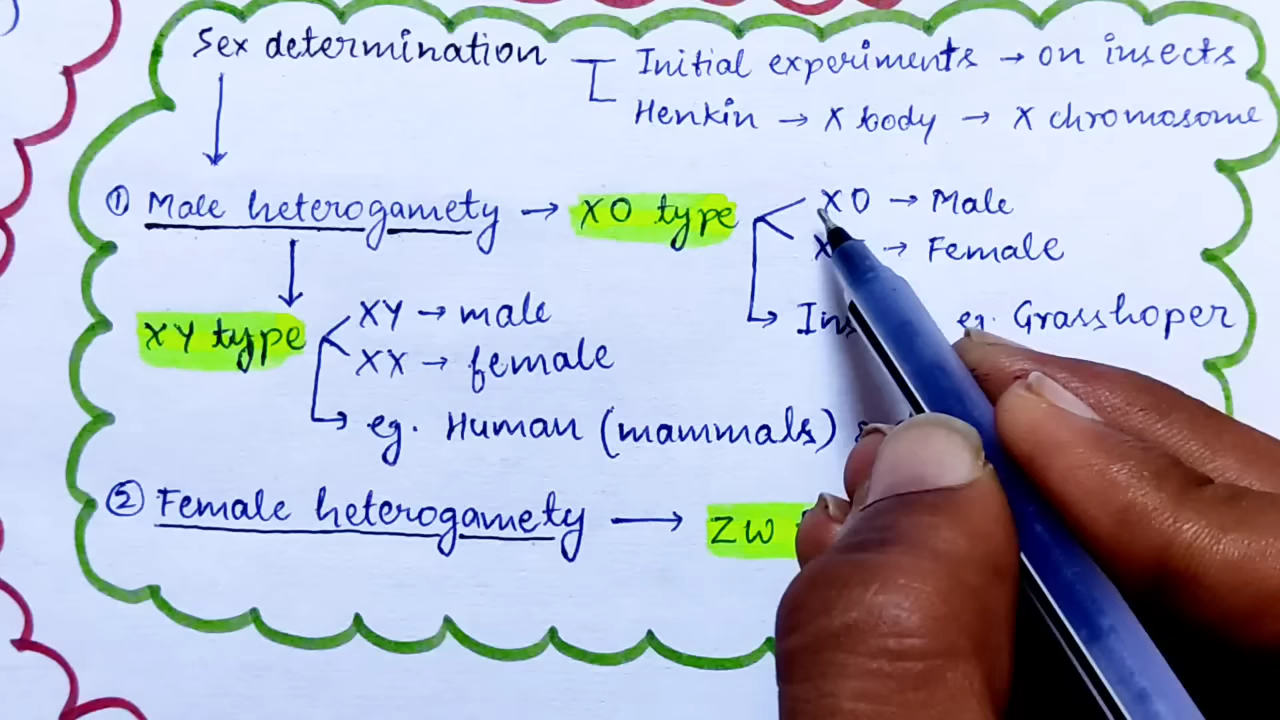 Sex determination
Initial experiments → on insects
Henkin → X body → X chromosome
① Male heterogamety → XO type
XO → Male
→ Female
eg. Grasshoper
XY type
XY → male
XX → female
eg. Human (mammals)
② Female heterogamety → ZW